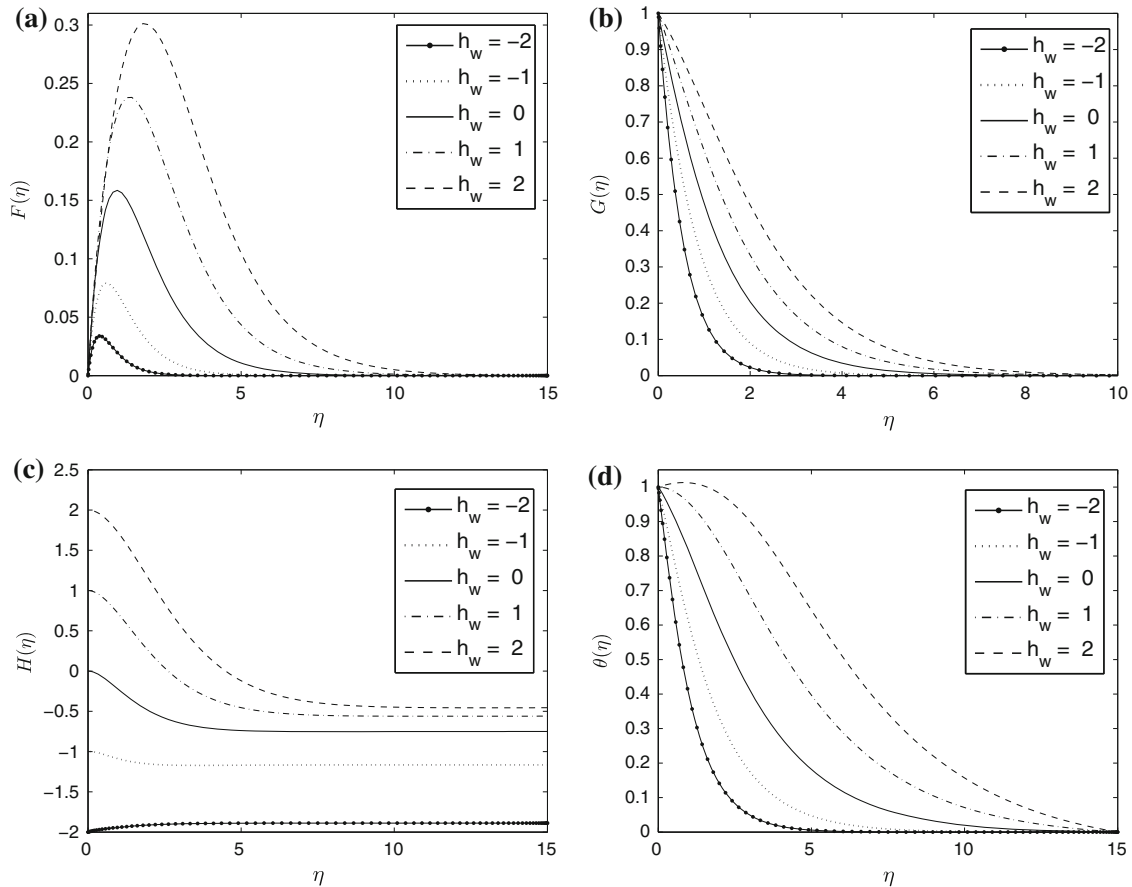 (a)
0.3
0.25
0.2
0.15
0.1
0.05
0
F(η)
0 5 10 15
η
h_w = −2
h_w = −1
h_w = 0
h_w = 1
h_w = 2
(b)
1
0.9
0.8
0.7
0.6
0.5
0.4
0.3
0.2
0.1
0
G(η)
0 2 4 6 8 10
η
h_w = −2
h_w = −1
h_w = 0
h_w = 1
h_w = 2
(c)
2.5
2
1.5
1
0.5
0
−0.5
−1
−1.5
−2
H(η)
0 5 10 15
η
h_w = −2
h_w = −1
h_w = 0
h_w = 1
h_w = 2
(d)
1
0.9
0.8
0.7
0.6
0.5
0.4
0.3
0.2
0.1
0
θ(η)
0 5 10 15
η
h_w = −2
h_w = −1
h_w = 0
h_w = 1
h_w = 2